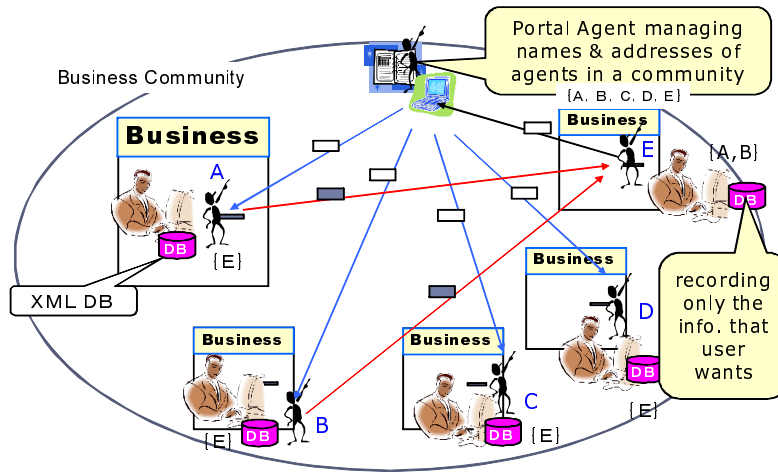 Portal Agent managing
names & addresses of
agents in a community
{A, B, C, D, E}
Business Community
Business
A
DB
{E}
XML DB
Business
E
{A,B}
DB
recording
only the
info. that
user
wants
Business
D
DB
{E}
Business
{E}
DB
B
Business
C
DB
{E}